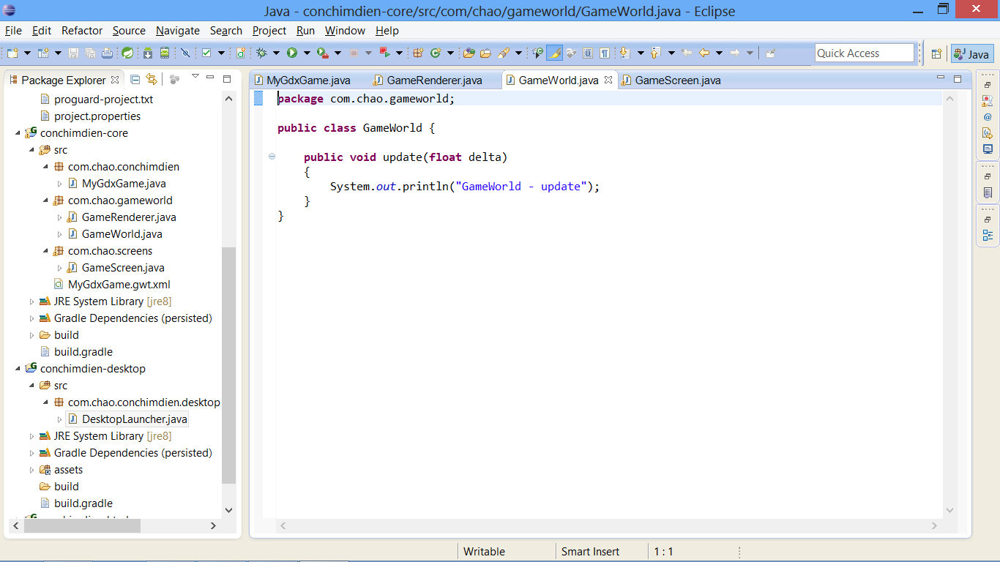 Java - conchimdien-core/src/com/chao/gameworld/GameWorld.java - Eclipse
File Edit Refactor Source Navigate Search Project Run Window Help
Quick Access
Java
Package Explorer
proguard-project.txt
project.properties
conchimdien-core
src
com.chao.conchimdien
MyGdxGame.java
com.chao.gameworld
GameRenderer.java
GameWorld.java
com.chao.screens
GameScreen.java
MyGdxGame.gwt.xml
JRE System Library [jre8]
Gradle Dependencies (persisted)
build
build.gradle
conchimdien-desktop
src
com.chao.conchimdien.desktop
DesktopLauncher.java
JRE System Library [jre8]
Gradle Dependencies (persisted)
assets
build
build.gradle
MyGdxGame.java GameRenderer.java GameWorld.java GameScreen.java
package com.chao.gameworld;
public class GameWorld {
public void update(float delta)
{
System.out.println("GameWorld - update");
}
}
Writable Smart Insert 1 : 1